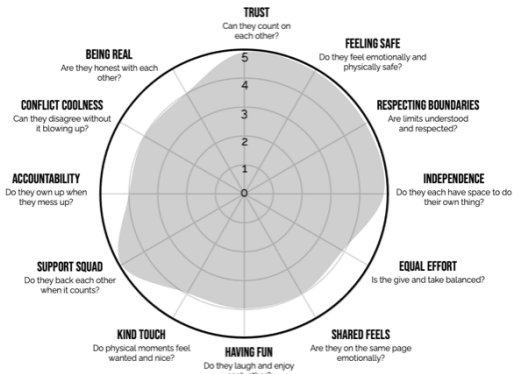 TRUST
Can they count on
each other?
FEELING SAFE
Do they feel emotionally and
physically safe?
BEING REAL
Are they honest with each
other?
CONFLICT COOLNESS
Can they disagree without
it blowing up?
RESPECTING BOUNDARIES
Are limits understood
and respected?
ACCOUNTABILITY
Do they own up when
they mess up?
INDEPENDENCE
Do they each have space to do
their own thing?
SUPPORT SQUAD
Do they back each other
when it counts?
EQUAL EFFORT
Is the give and take balanced?
KIND TOUCH
Do physical moments feel
wanted and nice?
HAVING FUN
Do they laugh and enjoy
SHARED FEELS
Are they on the same page
emotionally?
5
4
3
2
1
0